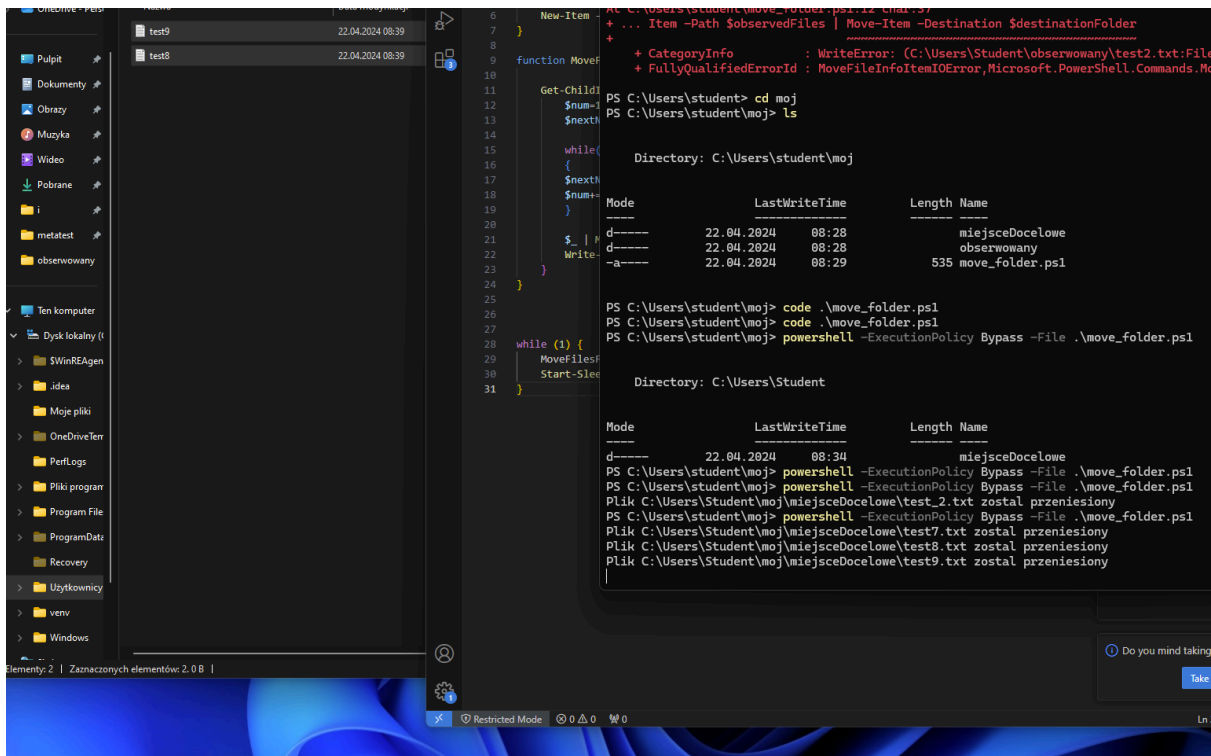 test9 22.04.2024 08:39
test8 22.04.2024 08:39
Pulpit
Dokumenty
Obrazy
Muzyka
Wideo
Pobrane
i
metatest
obserwowany
Ten komputer
Dysk lokalny (
$WinREAgen
.idea
Moje pliki
OneDriveTem
PerfLogs
Pliki program
Program File
ProgramData
Recovery
Użytkownicy
venv
Windows
Elementy: 2 | Zaznaczonych elementów: 2. 0 B |
3
6 New-Item -
7 }
8
9 function MoveF
10
11 Get-ChildI
12 $num=1
13 $nextN
14
15 while(
16 {
17 $nextN
18 $num+=
19 }
20
21 $_ | M
22 Write-
23 }
24 }
25
26
27
28 while (1) {
29 MoveFilesF
30 Start-Slee
31 }
At C:\Users\student\move_folder.ps1:12 char:37
+ ... Item -Path $observedFiles | Move-Item -Destination $destinationFolder
+ ~~~~~~~~~~~~~~~~~~~~~~~~~~~~~~~~~~~~~~~~~
+ CategoryInfo : WriteError: (C:\Users\Student\obserwowany\test2.txt:File
+ FullyQualifiedErrorId : MoveFileInfoItemIOError,Microsoft.PowerShell.Commands.Mo
PS C:\Users\student> cd moj
PS C:\Users\student\moj> ls
Directory: C:\Users\student\moj
Mode LastWriteTime Length Name
---- ------------- ------ ----
d----- 22.04.2024 08:28 miejsceDocelowe
d----- 22.04.2024 08:28 obserwowany
-a---- 22.04.2024 08:29 535 move_folder.ps1
PS C:\Users\student\moj> code .\move_folder.ps1
PS C:\Users\student\moj> code .\move_folder.ps1
PS C:\Users\student\moj> powershell -ExecutionPolicy Bypass -File .\move_folder.ps1
Directory: C:\Users\Student
Mode LastWriteTime Length Name
---- ------------- ------ ----
d----- 22.04.2024 08:34 miejsceDocelowe
PS C:\Users\student\moj> powershell -ExecutionPolicy Bypass -File .\move_folder.ps1
PS C:\Users\student\moj> powershell -ExecutionPolicy Bypass -File .\move_folder.ps1
Plik C:\Users\Student\moj\miejsceDocelowe\test_2.txt zostal przeniesiony
PS C:\Users\student\moj> powershell -ExecutionPolicy Bypass -File .\move_folder.ps1
Plik C:\Users\Student\moj\miejsceDocelowe\test7.txt zostal przeniesiony
Plik C:\Users\Student\moj\miejsceDocelowe\test8.txt zostal przeniesiony
Plik C:\Users\Student\moj\miejsceDocelowe\test9.txt zostal przeniesiony
Do you mind taking
Take
1
Restricted Mode 0 0 0
Ln